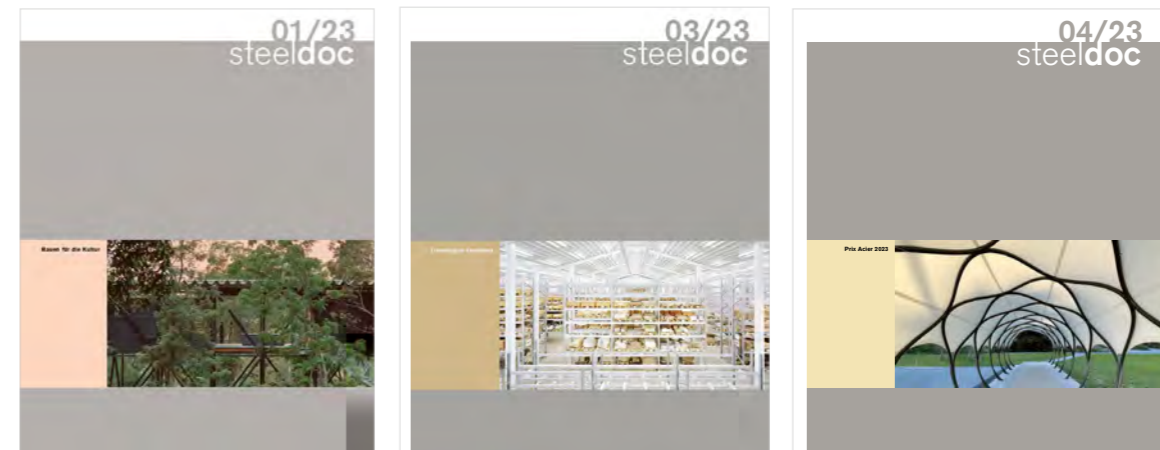 01/23
steeldoc
Bauen für die Kultur
03/23
steeldoc
04/23
steeldoc
Prix Acier 2023